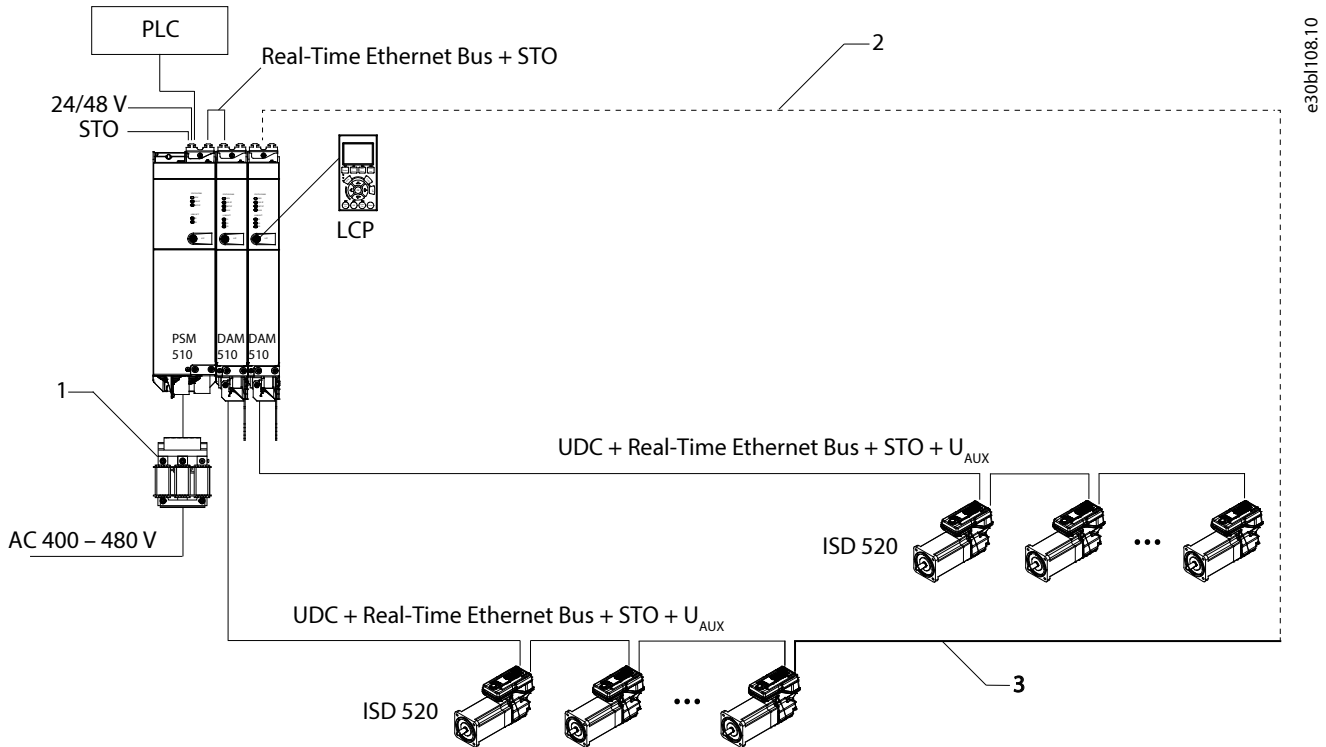 PLC
Real-Time Ethernet Bus + STO
2
e30bl108.10
24/48 V
STO
LCP
PSM
510
DAM
510
DAM
510
1
UDC + Real-Time Ethernet Bus + STO + UAUX
AC 400 – 480 V
ISD 520
UDC + Real-Time Ethernet Bus + STO + UAUX
3
ISD 520